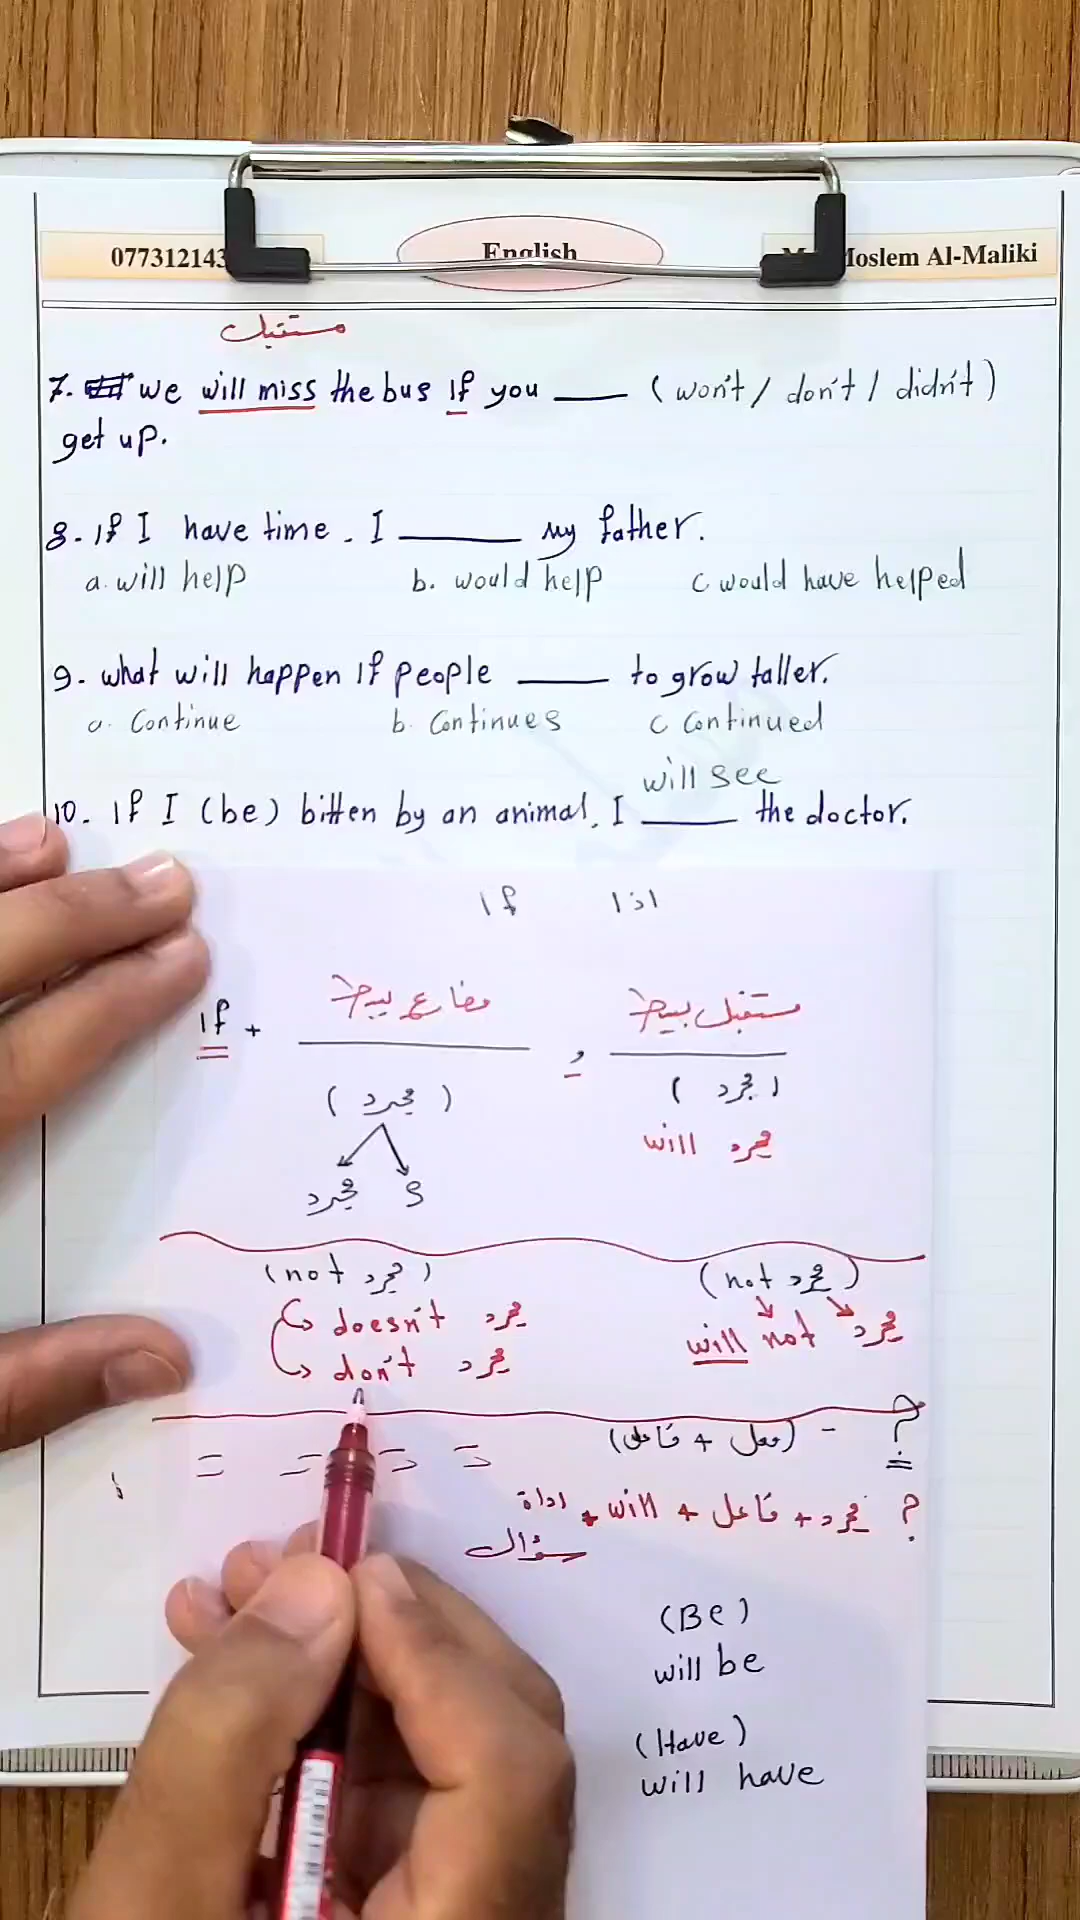 077312143
English
Moslem Al-Maliki
مستقبل
7. we will miss the bus if you ____ (won't / don't / didn't)
get up.
8. If I have time. I ____ my father.
a. will help b. would help c would have helped
9. what will happen if people ____ to grow taller.
a. continue b. continues c continued
will see
10. If I (be) bitten by an animal, I ____ the doctor.
If اذا
If + مضارع بسيط , مستقبل بسيط
(مجرد) (مجرد)
will مجرد
مجرد s
(not مجرد) (not مجرد)
doesn't مجرد will not مجرد
don't مجرد
(فعل + فاعل) - ?
? مجرد + فاعل + will + اداة
سؤال
(Be)
will be
(Have)
will have